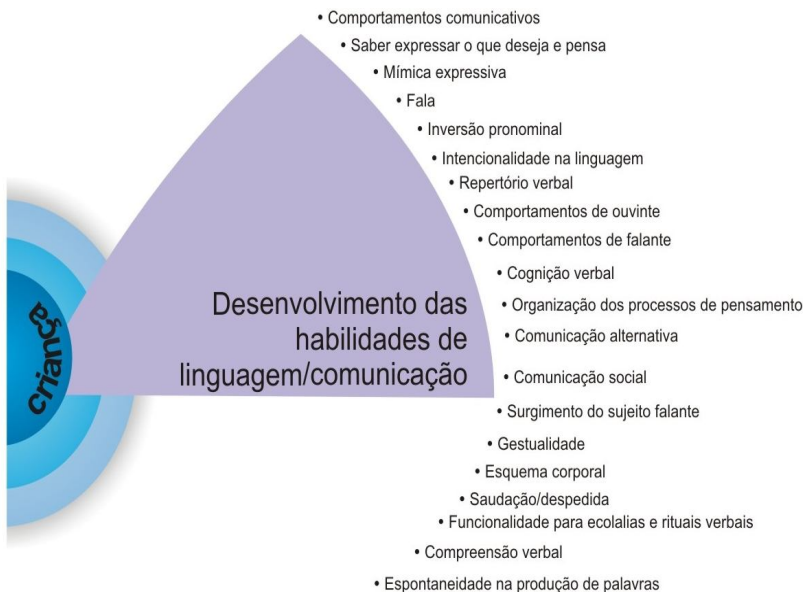 • Comportamentos comunicativos
• Saber expressar o que deseja e pensa
• Mímica expressiva
• Fala
• Inversão pronominal
• Intencionalidade na linguagem
• Repertório verbal
• Comportamentos de ouvinte
• Comportamentos de falante
• Cognição verbal
• Organização dos processos de pensamento
• Comunicação alternativa
• Comunicação social
• Surgimento do sujeito falante
• Gestualidade
• Esquema corporal
• Saudação/despedida
• Funcionalidade para ecolalias e rituais verbais
• Compreensão verbal
• Espontaneidade na produção de palavras
Desenvolvimento das
habilidades de
linguagem/comunicação
criança